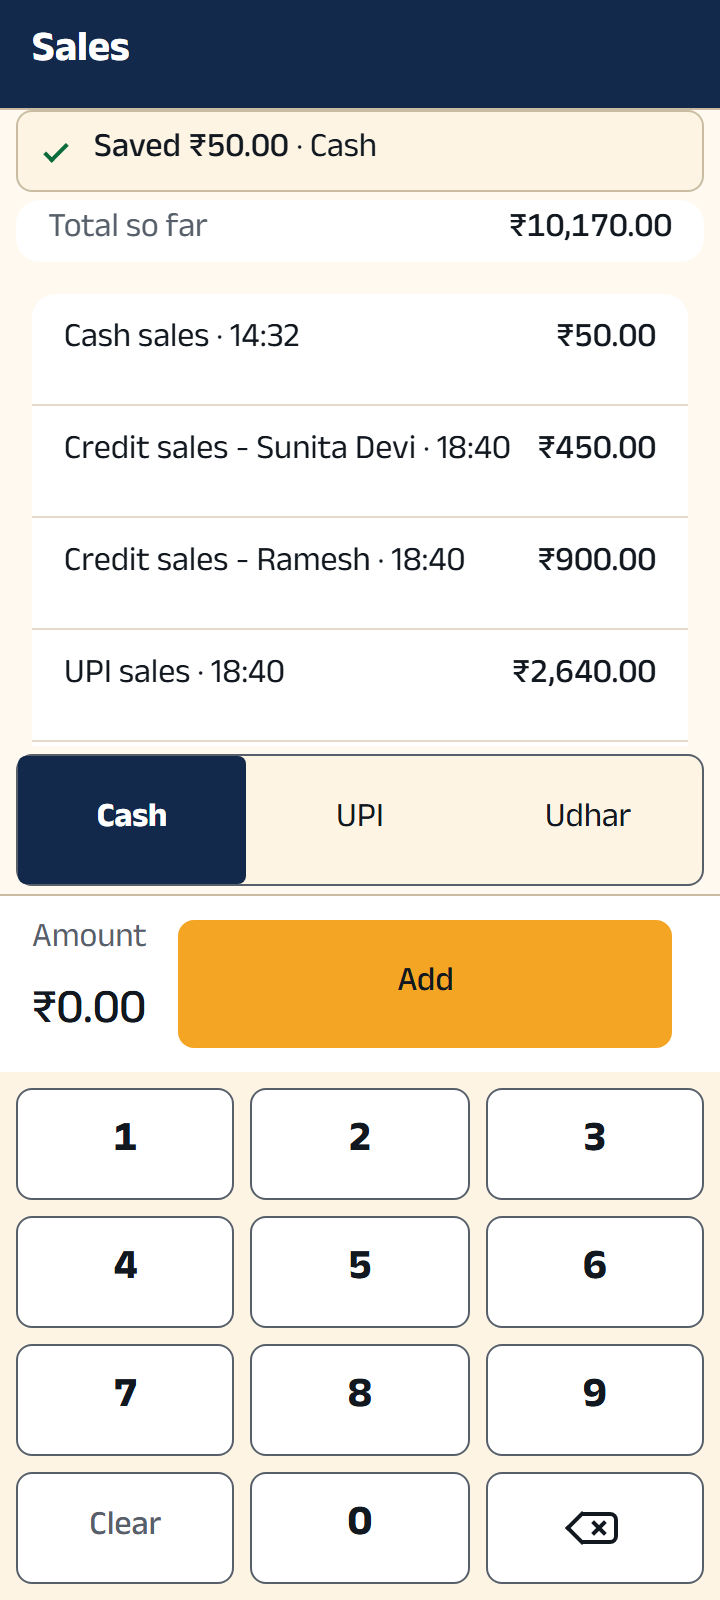 Sales
Saved ₹50.00 · Cash
Total so far ₹10,170.00
Cash sales · 14:32 ₹50.00
Credit sales - Sunita Devi · 18:40 ₹450.00
Credit sales - Ramesh · 18:40 ₹900.00
UPI sales · 18:40 ₹2,640.00
Cash UPI Udhar
Amount
₹0.00
Add
1 2 3
4 5 6
7 8 9
Clear 0